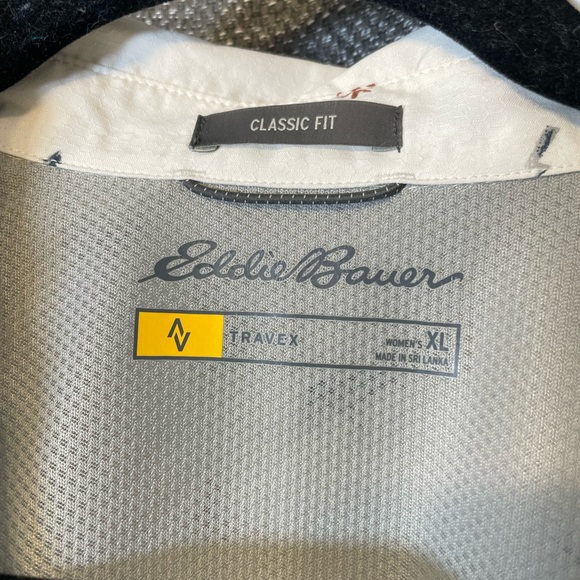 CLASSIC FIT
Eddie Bauer
TRAVEX
WOMEN'S XL
MADE IN SRI LANKA